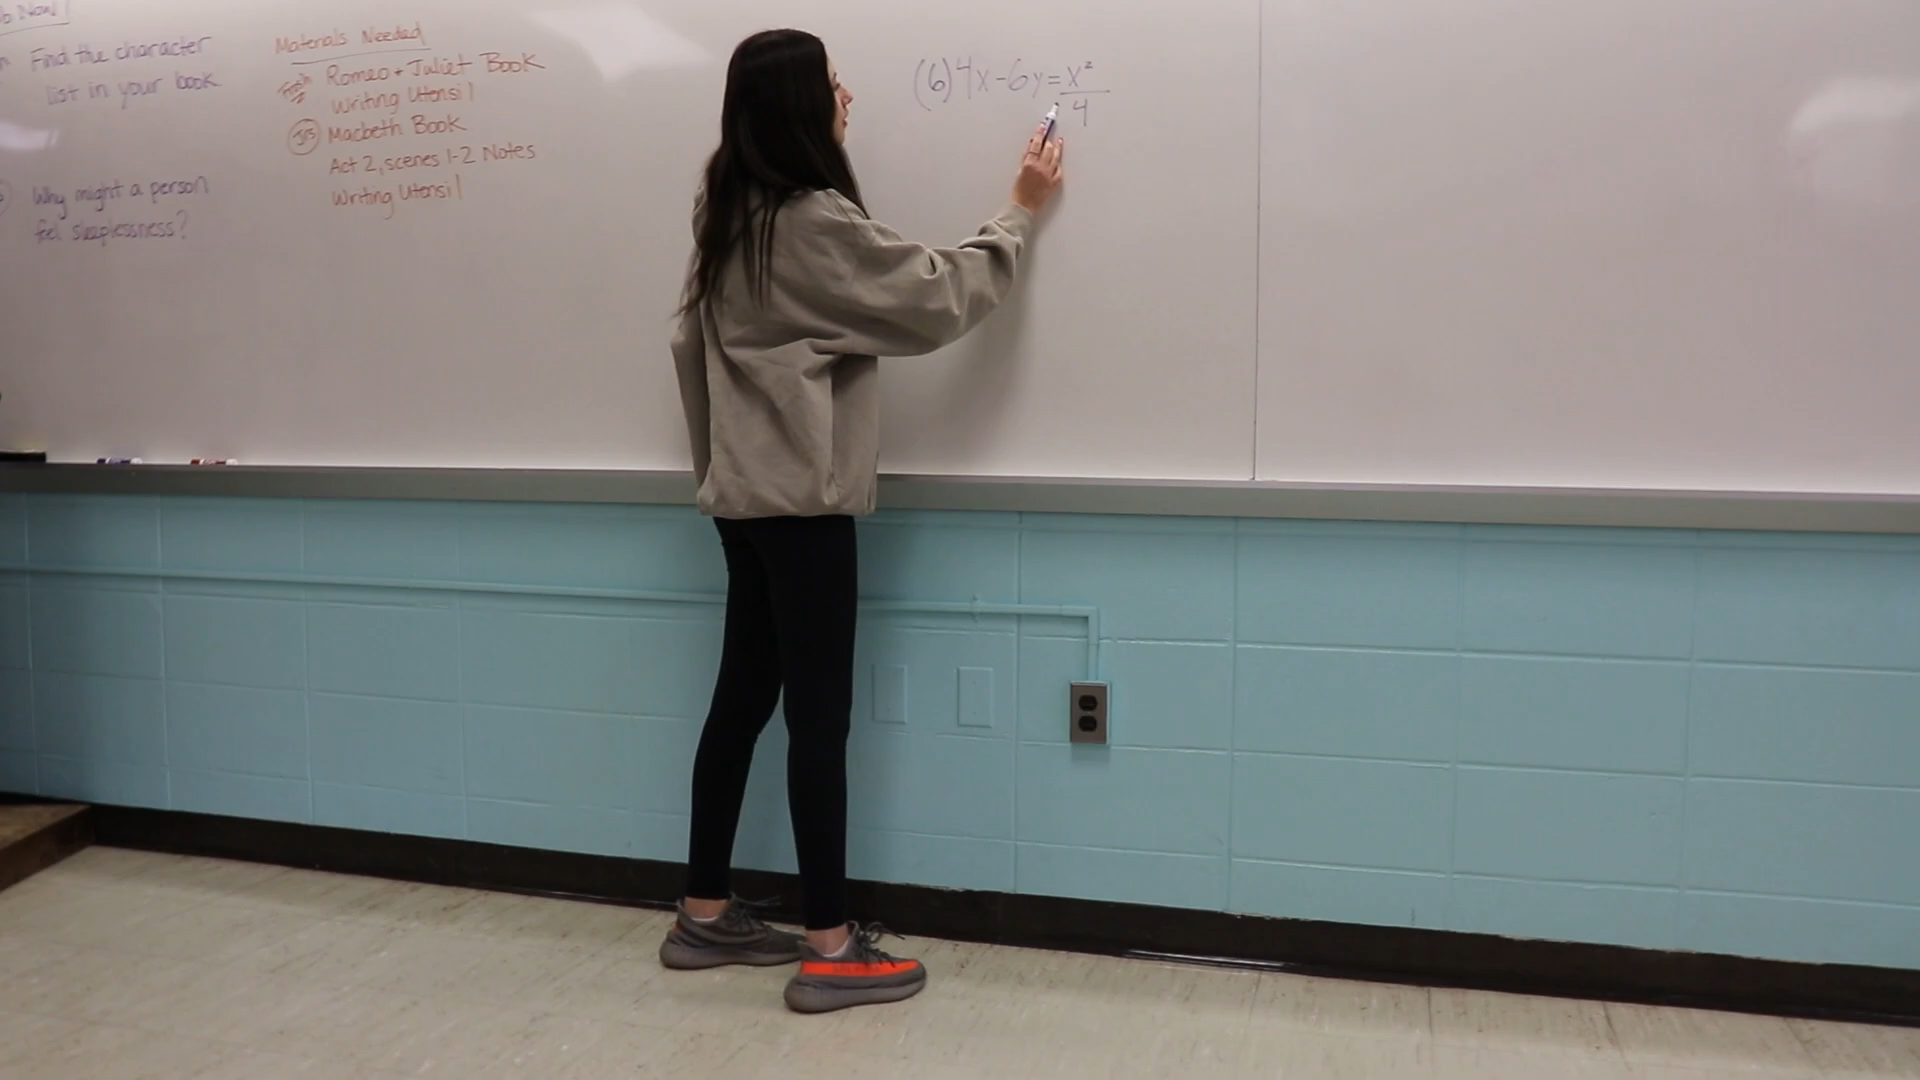 Now!
Find the character
list in your book
Why might a person
feel sleeplessness?
Materials Needed
Romeo + Juliet Book
Writing Utensil
Macbeth Book
Act 2, scenes 1-2 Notes
Writing Utensil
(6)4x-6y=x²
4